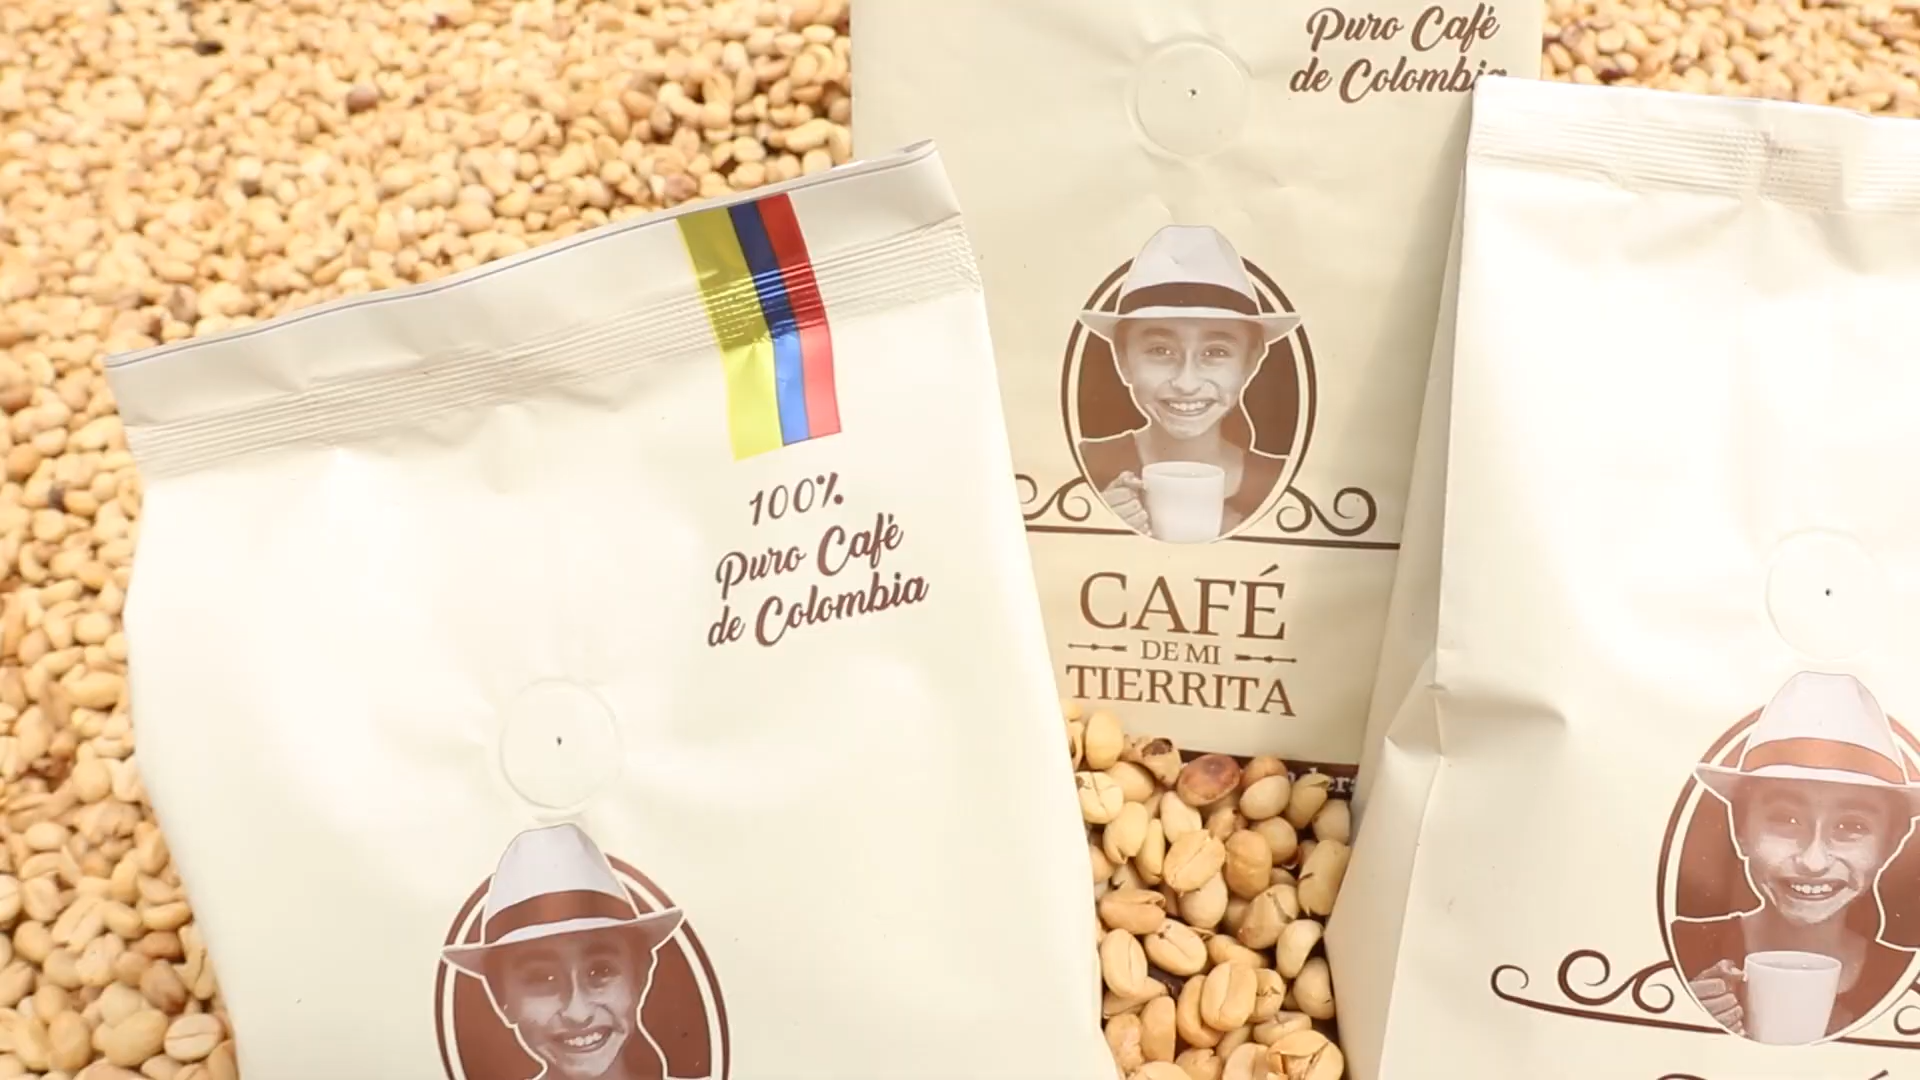 Puro Café
de Colombia
100%
Puro Café
de Colombia
CAFÉ
DE MI
TIERRITA